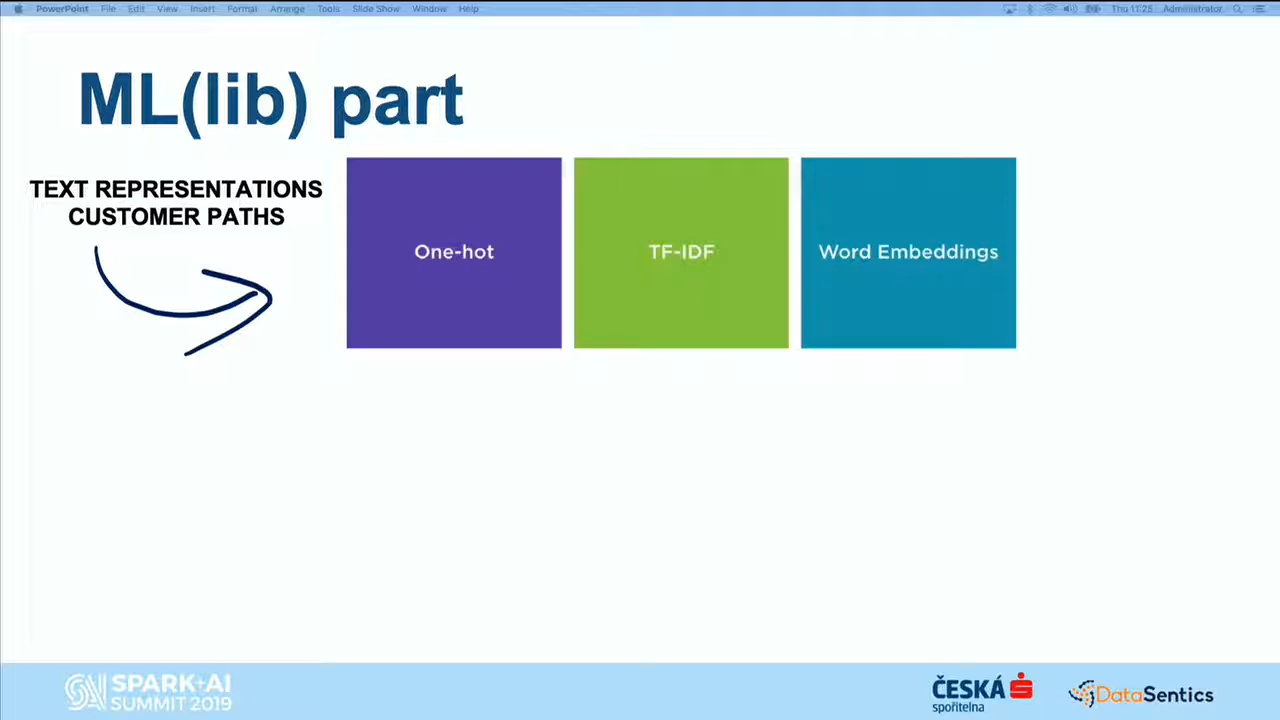 PowerPoint File Edit View Insert Format Arrange Tools Slide Show Window Help Thu 11:25 Administrator
ML(lib) part
TEXT REPRESENTATIONS
CUSTOMER PATHS
One-hot
TF-IDF
Word Embeddings
SPARK+AI
SUMMIT 2019
ČESKÁ
spořitelna
DataSentics